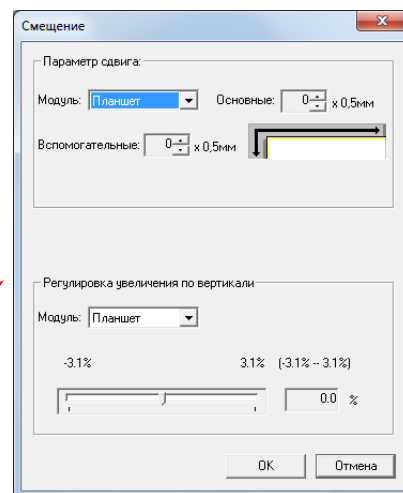 Смещение
Параметр сдвига:
Модуль: Планшет Основные: 0 x 0,5мм
Вспомогательные: 0 x 0,5мм
Регулировка увеличения по вертикали
Модуль: Планшет
-3.1% 3.1% (-3.1% -- 3.1%)
0.0 %
OK Отмена